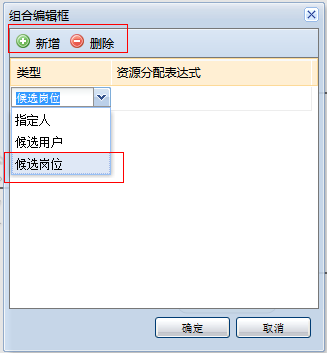 组合编辑框
新增 删除
类型 资源分配表达式
候选岗位
指定人
候选用户
候选岗位
确定 取消